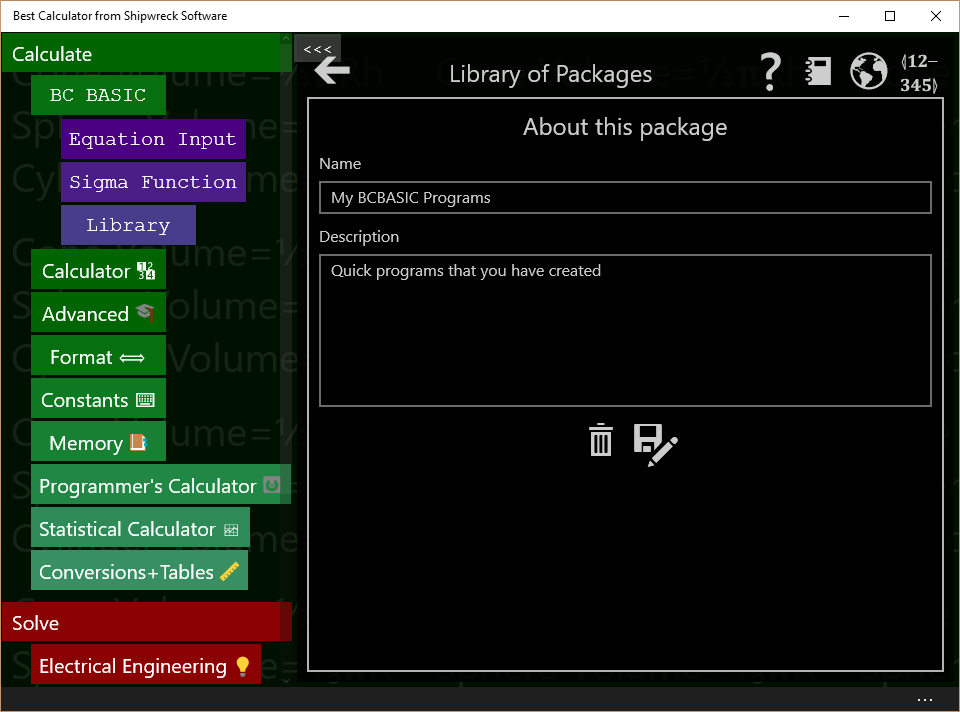 Best Calculator from Shipwreck Software
Calculate
BC BASIC
Equation Input
Sigma Function
Library
Calculator
Advanced
Format
Constants
Memory
Programmer's Calculator
Statistical Calculator
Conversions+Tables
Solve
Electrical Engineering
<<<
Library of Packages
?
(12–
345)
About this package
Name
My BCBASIC Programs
Description
Quick programs that you have created
...